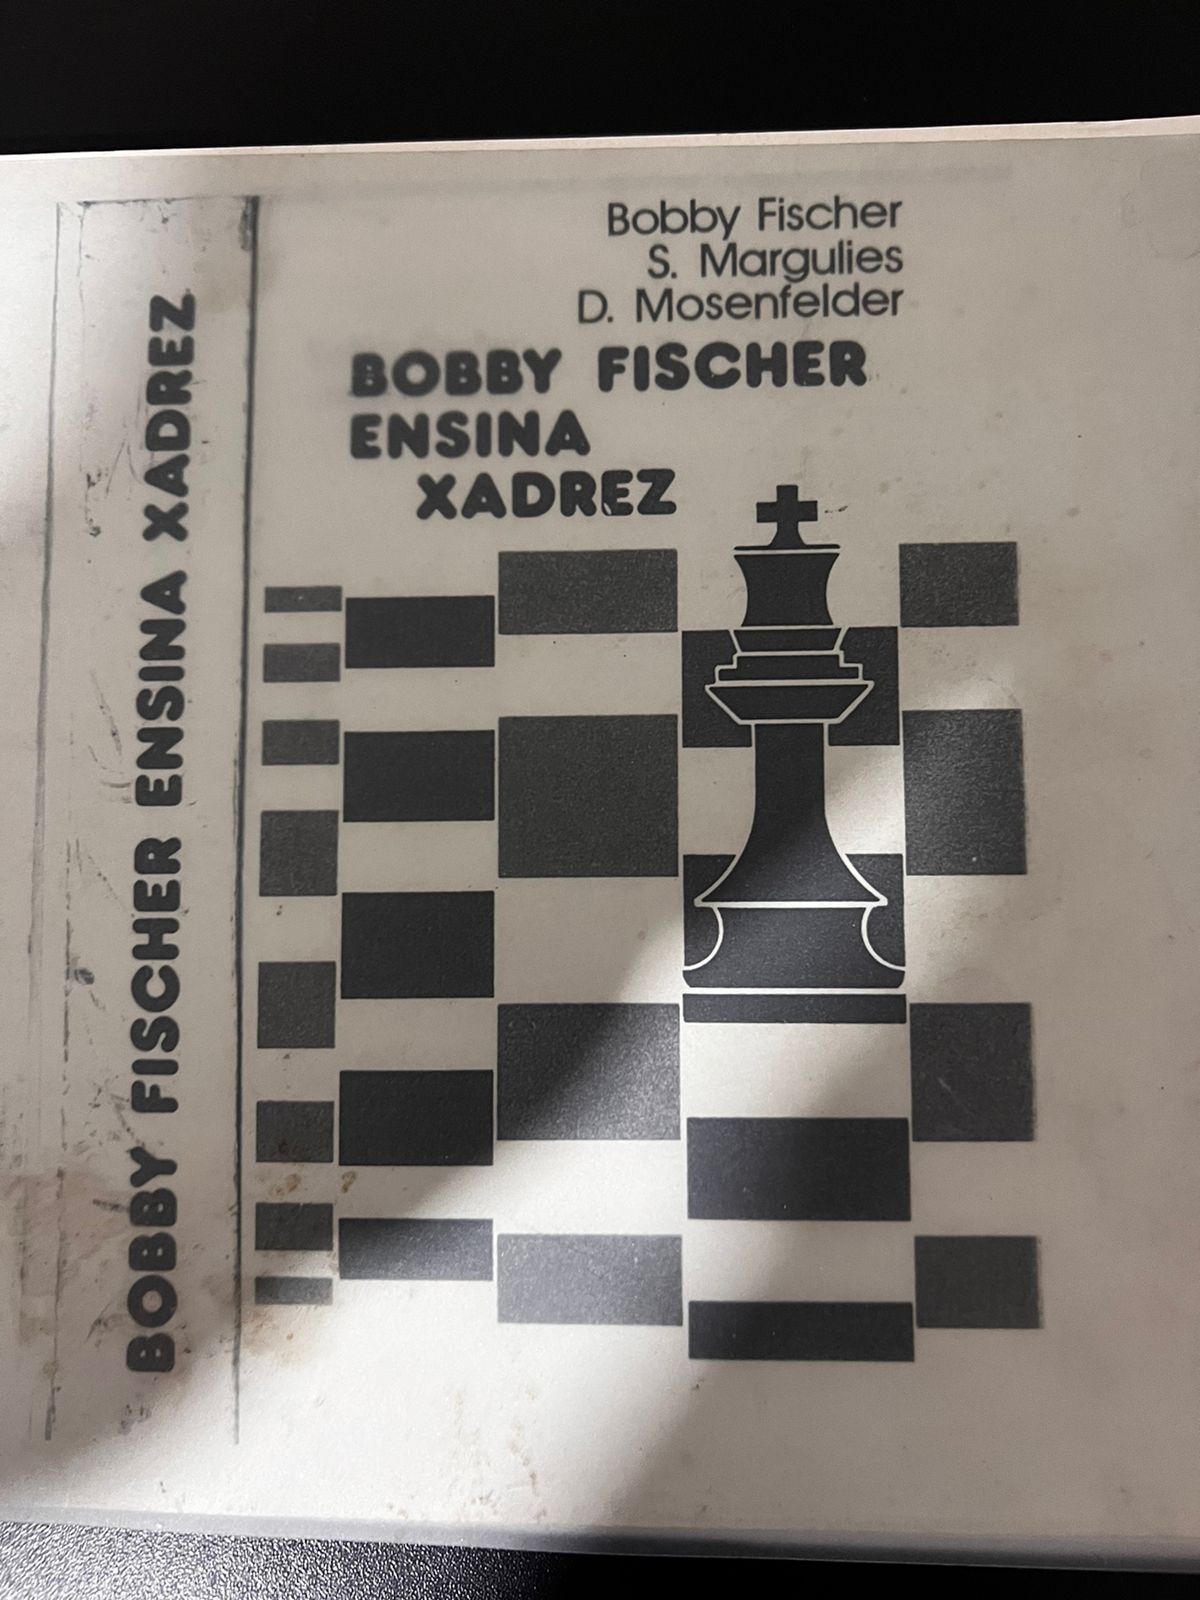 BOBBY FISCHER ENSINA XADREZ
Bobby Fischer
S. Margulies
D. Mosenfelder
BOBBY FISCHER
ENSINA
XADREZ